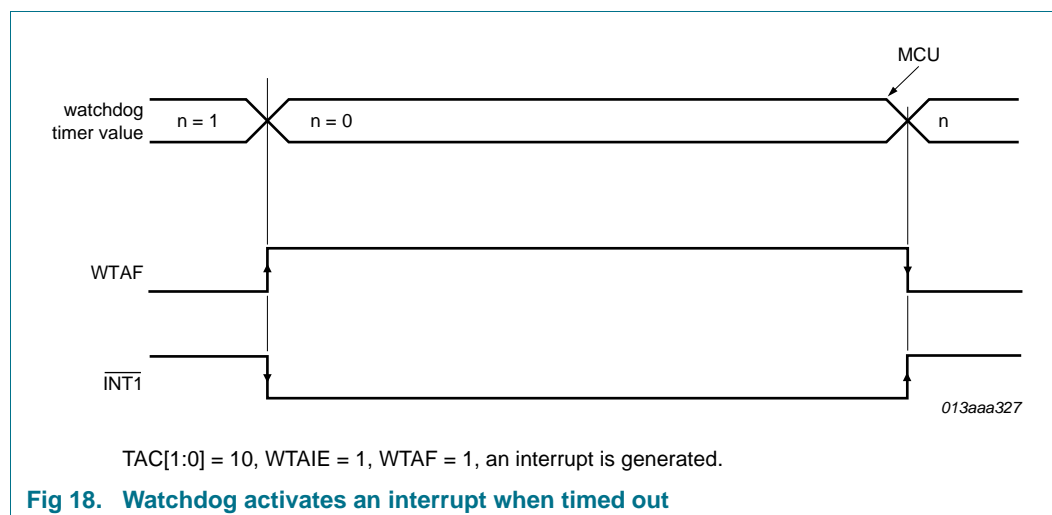 MCU
watchdog
timer value
n = 1
n = 0
n
WTAF
INT1
013aaa327
TAC[1:0] = 10, WTAIE = 1, WTAF = 1, an interrupt is generated.
Fig 18. Watchdog activates an interrupt when timed out